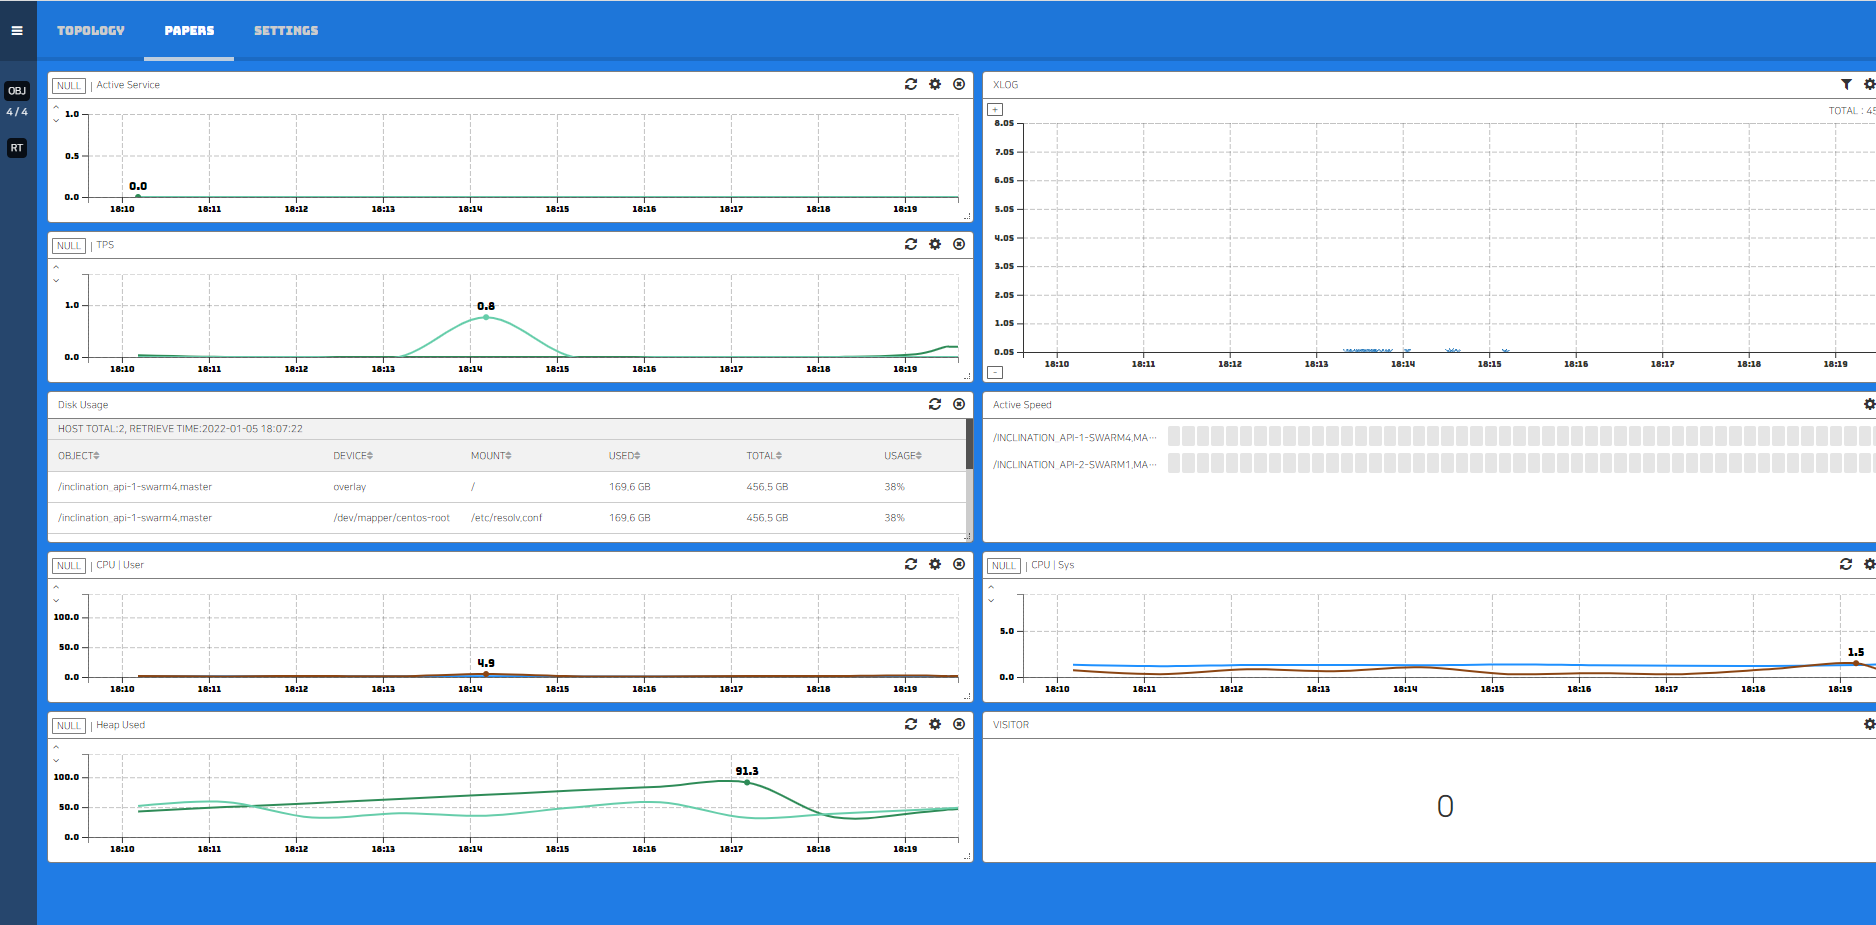 TOPOLOGY PAPERS SETTINGS
OBJ
4 / 4
RT
NULL | Active Service
1.0
0.5
0.0
0.0
18:10 18:11 18:12 18:13 18:14 18:15 18:16 18:17 18:18 18:19
NULL | TPS
1.0
0.8
0.0
18:10 18:11 18:12 18:13 18:14 18:15 18:16 18:17 18:18 18:19
Disk Usage
HOST TOTAL:2, RETRIEVE TIME:2022-01-05 18:07:22
OBJECT DEVICE MOUNT USED TOTAL USAGE
/inclination_api-1-swarm4,master overlay / 169,6 GB 456,5 GB 38%
/inclination_api-1-swarm4,master /dev/mapper/centos-root /etc/resolv,conf 169,6 GB 456,5 GB 38%
NULL | CPU | User
100.0
50.0
4.9
0.0
18:10 18:11 18:12 18:13 18:14 18:15 18:16 18:17 18:18 18:19
NULL | Heap Used
91.3
100.0
50.0
0.0
18:10 18:11 18:12 18:13 18:14 18:15 18:16 18:17 18:18 18:19
XLOG
+
TOTAL : 45
8.0S
7.0S
6.0S
5.0S
4.0S
3.0S
2.0S
1.0S
0.0S
18:10 18:11 18:12 18:13 18:14 18:15 18:16 18:17 18:18 18:19
-
Active Speed
/INCLINATION_API-1-SWARM4,MA···
/INCLINATION_API-2-SWARM1,MA···
NULL | CPU | Sys
5.0
1.5
0.0
18:10 18:11 18:12 18:13 18:14 18:15 18:16 18:17 18:18 18:19
VISITOR
0